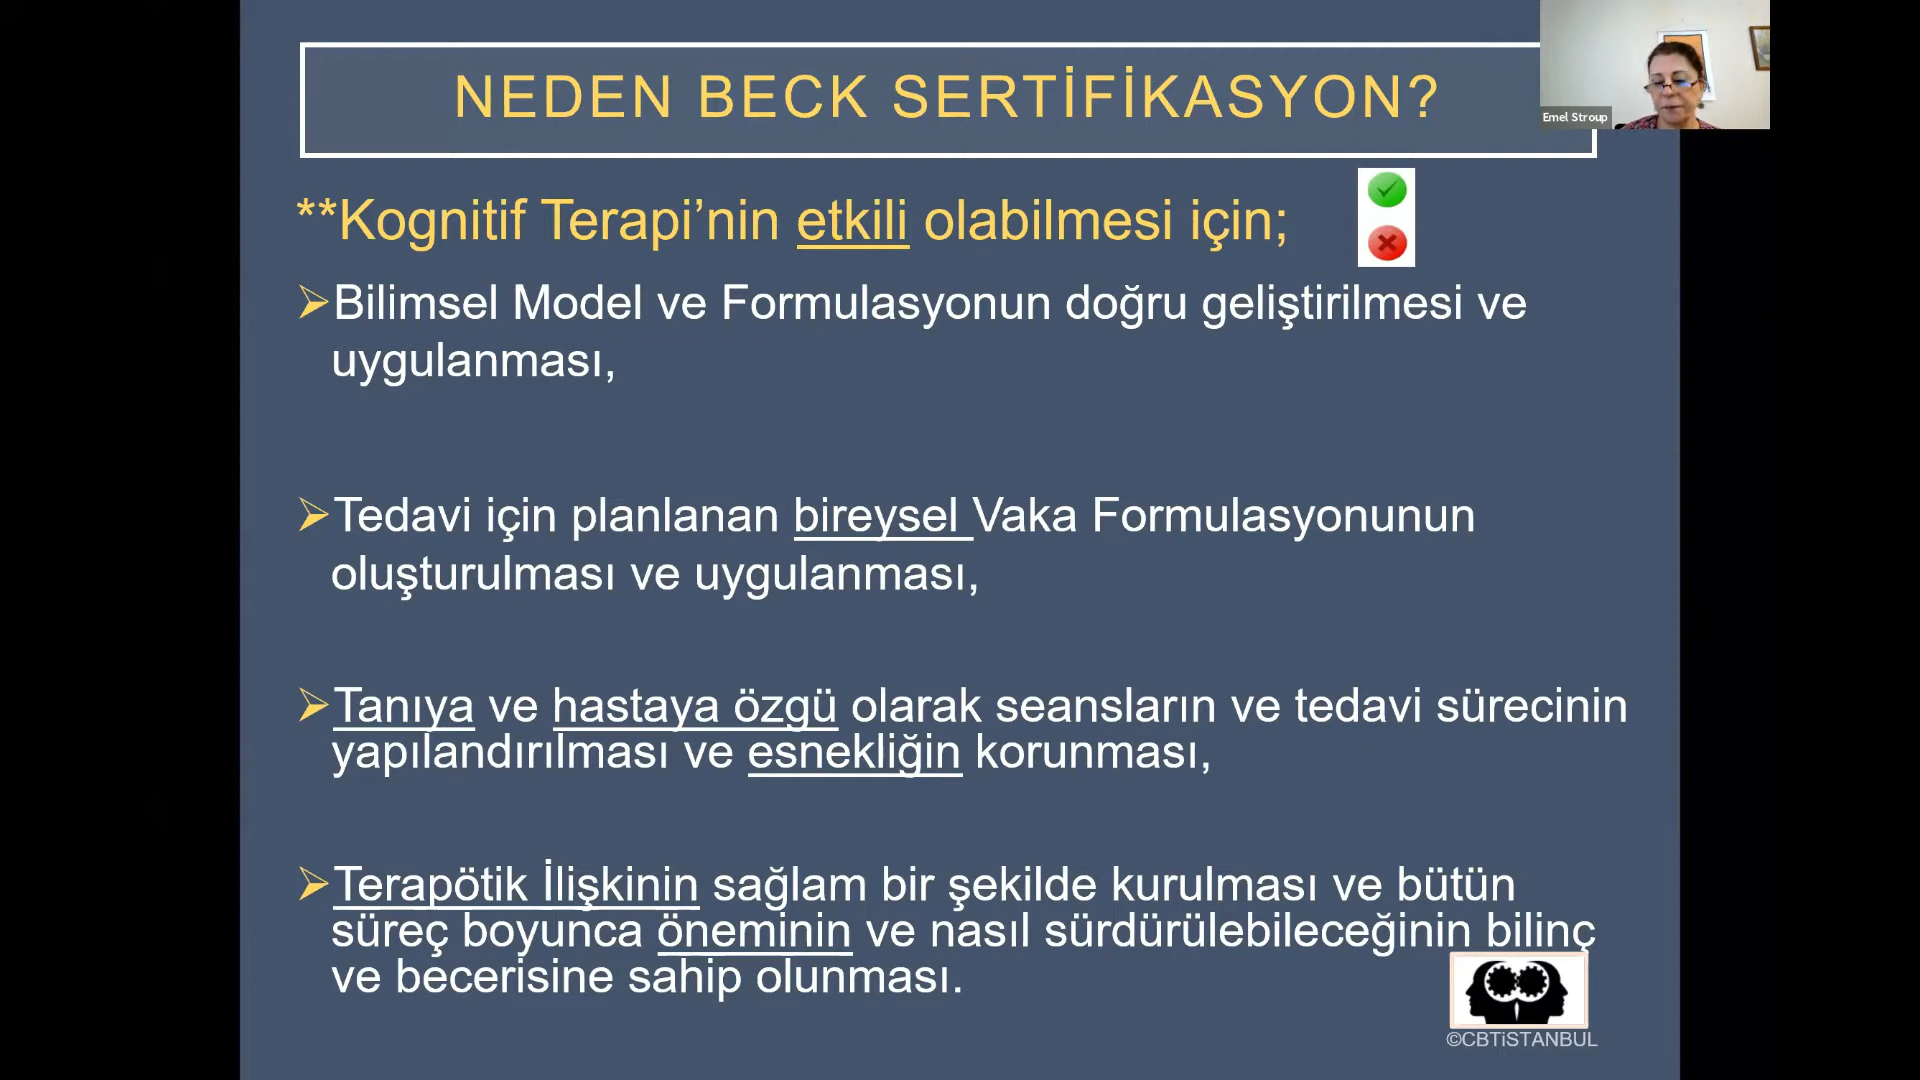 NEDEN BECK SERTİFİKASYON?
Emel Stroup
**Kognitif Terapi’nin etkili olabilmesi için;
➢Bilimsel Model ve Formulasyonun doğru geliştirilmesi ve
uygulanması,
➢Tedavi için planlanan bireysel Vaka Formulasyonunun
oluşturulması ve uygulanması,
➢Tanıya ve hastaya özgü olarak seansların ve tedavi sürecinin
yapılandırılması ve esnekliğin korunması,
➢Terapötik İlişkinin sağlam bir şekilde kurulması ve bütün
süreç boyunca öneminin ve nasıl sürdürülebileceğinin bilinç
ve becerisine sahip olunması.
©CBTiSTANBUL